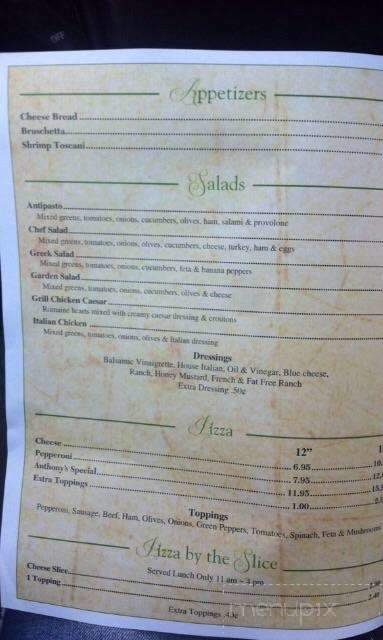 Appetizers
Cheese Bread
Bruschetta
Shrimp Toscani
Salads
Antipasto
Mixed greens, tomatoes, onions, cucumbers, olives, ham, salami & provolone
Chef Salad
Mixed greens, tomatoes, onions, olives, cucumbers, cheese, turkey, ham & eggs
Greek Salad
Mixed greens, tomatoes, onions, cucumbers, feta & banana peppers
Garden Salad
Mixed greens, tomatoes, onions, cucumbers, olives & cheese
Grill Chicken Caesar
Romaine hearts mixed with creamy caesar dressing & croutons
Italian Chicken
Mixed greens, tomatoes, onions, olives & Italian dressing
Dressings
Balsamic Vinaigrette, House Italian, Oil & Vinegar, Blue cheese,
Ranch, Honey Mustard, French & Fat Free Ranch
Extra Dressing .50¢
Pizza
12"
Cheese 6.95
Pepperoni 7.95
Anthony's Special 11.95
Extra Toppings 1.00
Toppings
Pepperoni, Sausage, Beef, Ham, Olives, Onions, Green Peppers, Tomatoes, Spinach, Feta & Mushrooms
Pizza by the Slice
Served Lunch Only 11 am ~ 3 pm
Cheese Slice
1 Topping
Extra Toppings
menupix